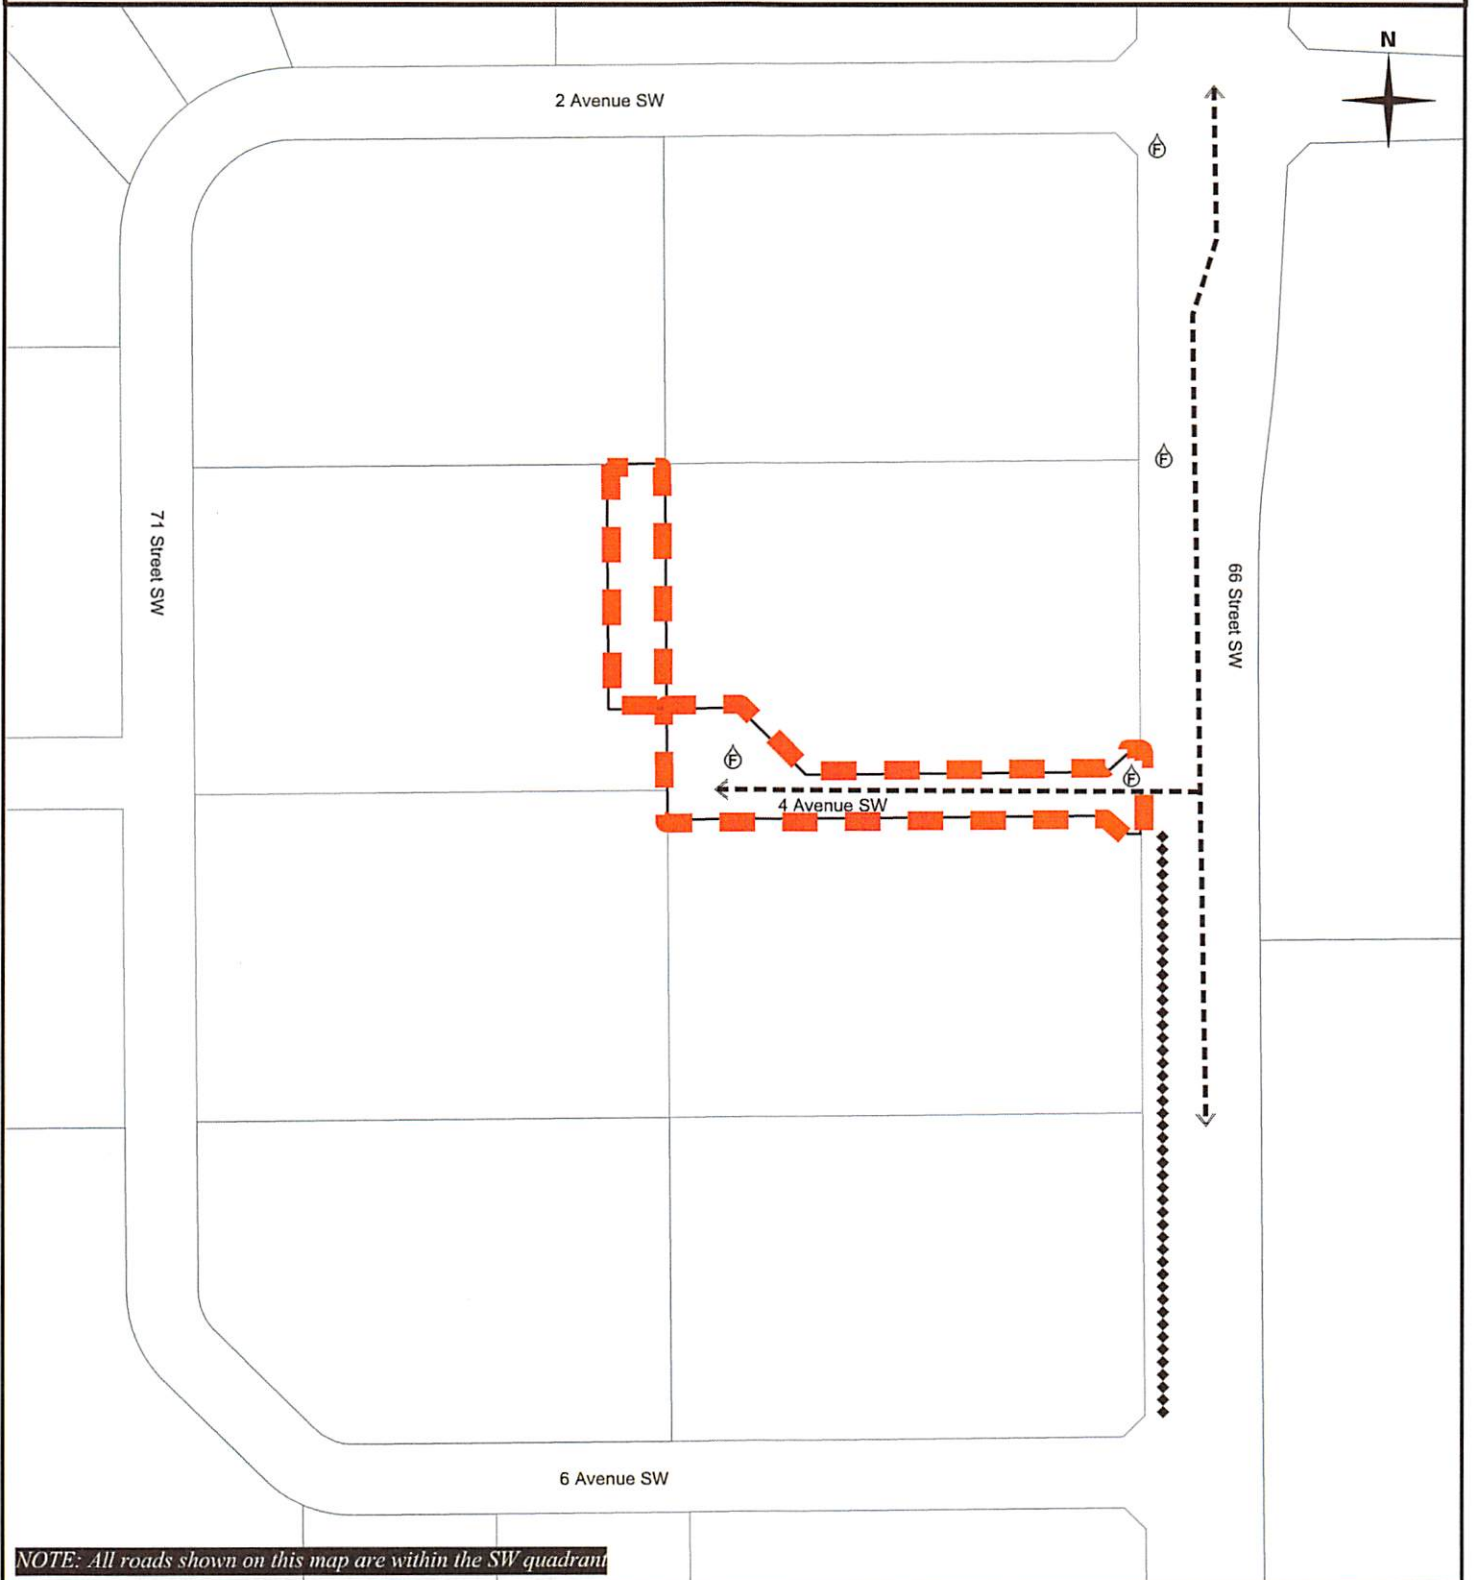 N
2 Avenue SW
F
F
71 Street SW
66 Street SW
F
F
4 Avenue SW
6 Avenue SW
NOTE: All roads shown on this map are within the SW quadrant